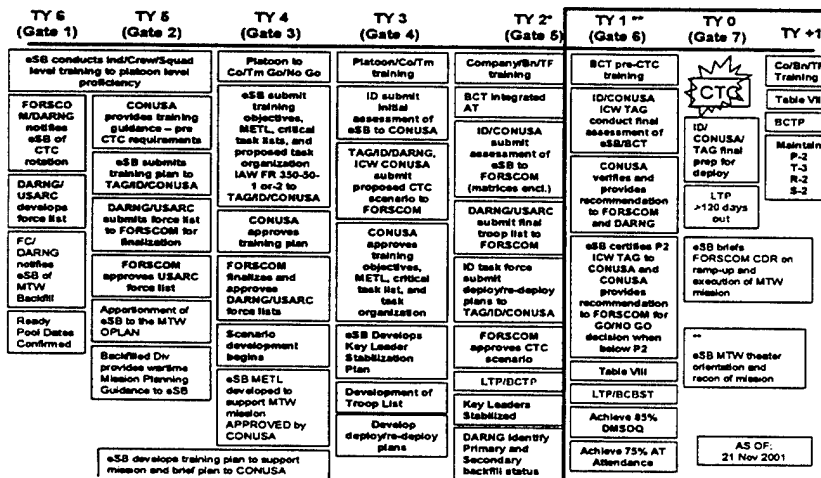 TY 6
(Gate 1)
TY 5
(Gate 2)
TY 4
(Gate 3)
TY 3
(Gate 4)
TY 2*
(Gate 5)
TY 1 **
(Gate 6)
TY 0
(Gate 7)
TY +1
eSB conducts Ind/Crew/Squad
level training to platoon level
proficiency
FORSCO
M/DARNG
notifies
eSB of
CTC
rotation
DARNG/
USARC
develops
force list
FC/
DARNG
notifies
eSB of
MTW
Backfill
Ready
Pool Dates
Confirmed
CONUSA
provides training
guidance – pre
CTC requirements
eSB submits
training plan to
TAG/ID/CONUSA
DARNG/USARC
submits force list
to FORSCOM for
finalization
FORSCOM
approves USARC
force list
Apportionment of
eSB to the MTW
OPLAN
Backfilled Div
provides wartime
Mission Planning
Guidance to eSB
Platoon to
Co/Tm Go/No Go
eSB submit
training
objectives,
METL, critical
task lists, and
proposed task
organization
IAW FR 350-50-
1 or-2 to
TAG/ID/CONUSA
CONUSA
approves
training plan
FORSCOM
finalizes and
approves
DARNG/USARC
force lists
Scenario
development
begins
eSB METL
developed to
support MTW
mission
APPROVED by
CONUSA
eSB develops training plan to support
mission and brief plan to CONUSA
Platoon/Co/Tm
training
ID submit
initial
assessment of
eSB to CONUSA
TAG/ID/DARNG,
ICW CONUSA
submit
proposed CTC
scenario to
FORSCOM
CONUSA
approves
training
objectives,
METL, critical
task list, and
task
organization
eSB Develops
Key Leader
Stabilization
Plan
Development of
Troop List
Develop
deploy/re-deploy
plans
Company/Bn/TF
training
BCT integrated
AT
ID/CONUSA
submit
assessment of
eSB to
FORSCOM
(matrices encl.)
DARNG/USARC
submit final
troop list to
FORSCOM
ID task force
submit
deploy/re-deploy
plans to
TAG/ID/CONUSA
FORSCOM
approves CTC
scenario
LTP/BCTP
Key Leaders
Stabilized
DARNG Identify
Primary and
Secondary
backfill status
BCT pre-CTC
training
ID/CONUSA
ICW TAG
conduct final
assessment of
eSB/BCT
CONUSA
verifies and
provides
recommendation
to FORSCOM
and DARNG
eSB certifies P2
ICW TAG to
CONUSA and
CONUSA
provides
recommendation
to FORSCOM for
GO/NO GO
decision when
below P2
Table VIII
LTP/BCBST
Achieve 85%
DMOSQ
Achieve 75% AT
Attendance
CTC
ID/
CONUSA/
TAG final
prep for
deploy
LTP
>120 days
out
eSB briefs
FORSCOM CDR on
ramp-up and
execution of MTW
mission
**
eSB MTW theater
orientation and
recon of mission
AS OF:
21 Nov 2001
Co/Bn/TF
Training
Table VIII
BCTP
Maintain
P-2
T-3
R-2
S-2